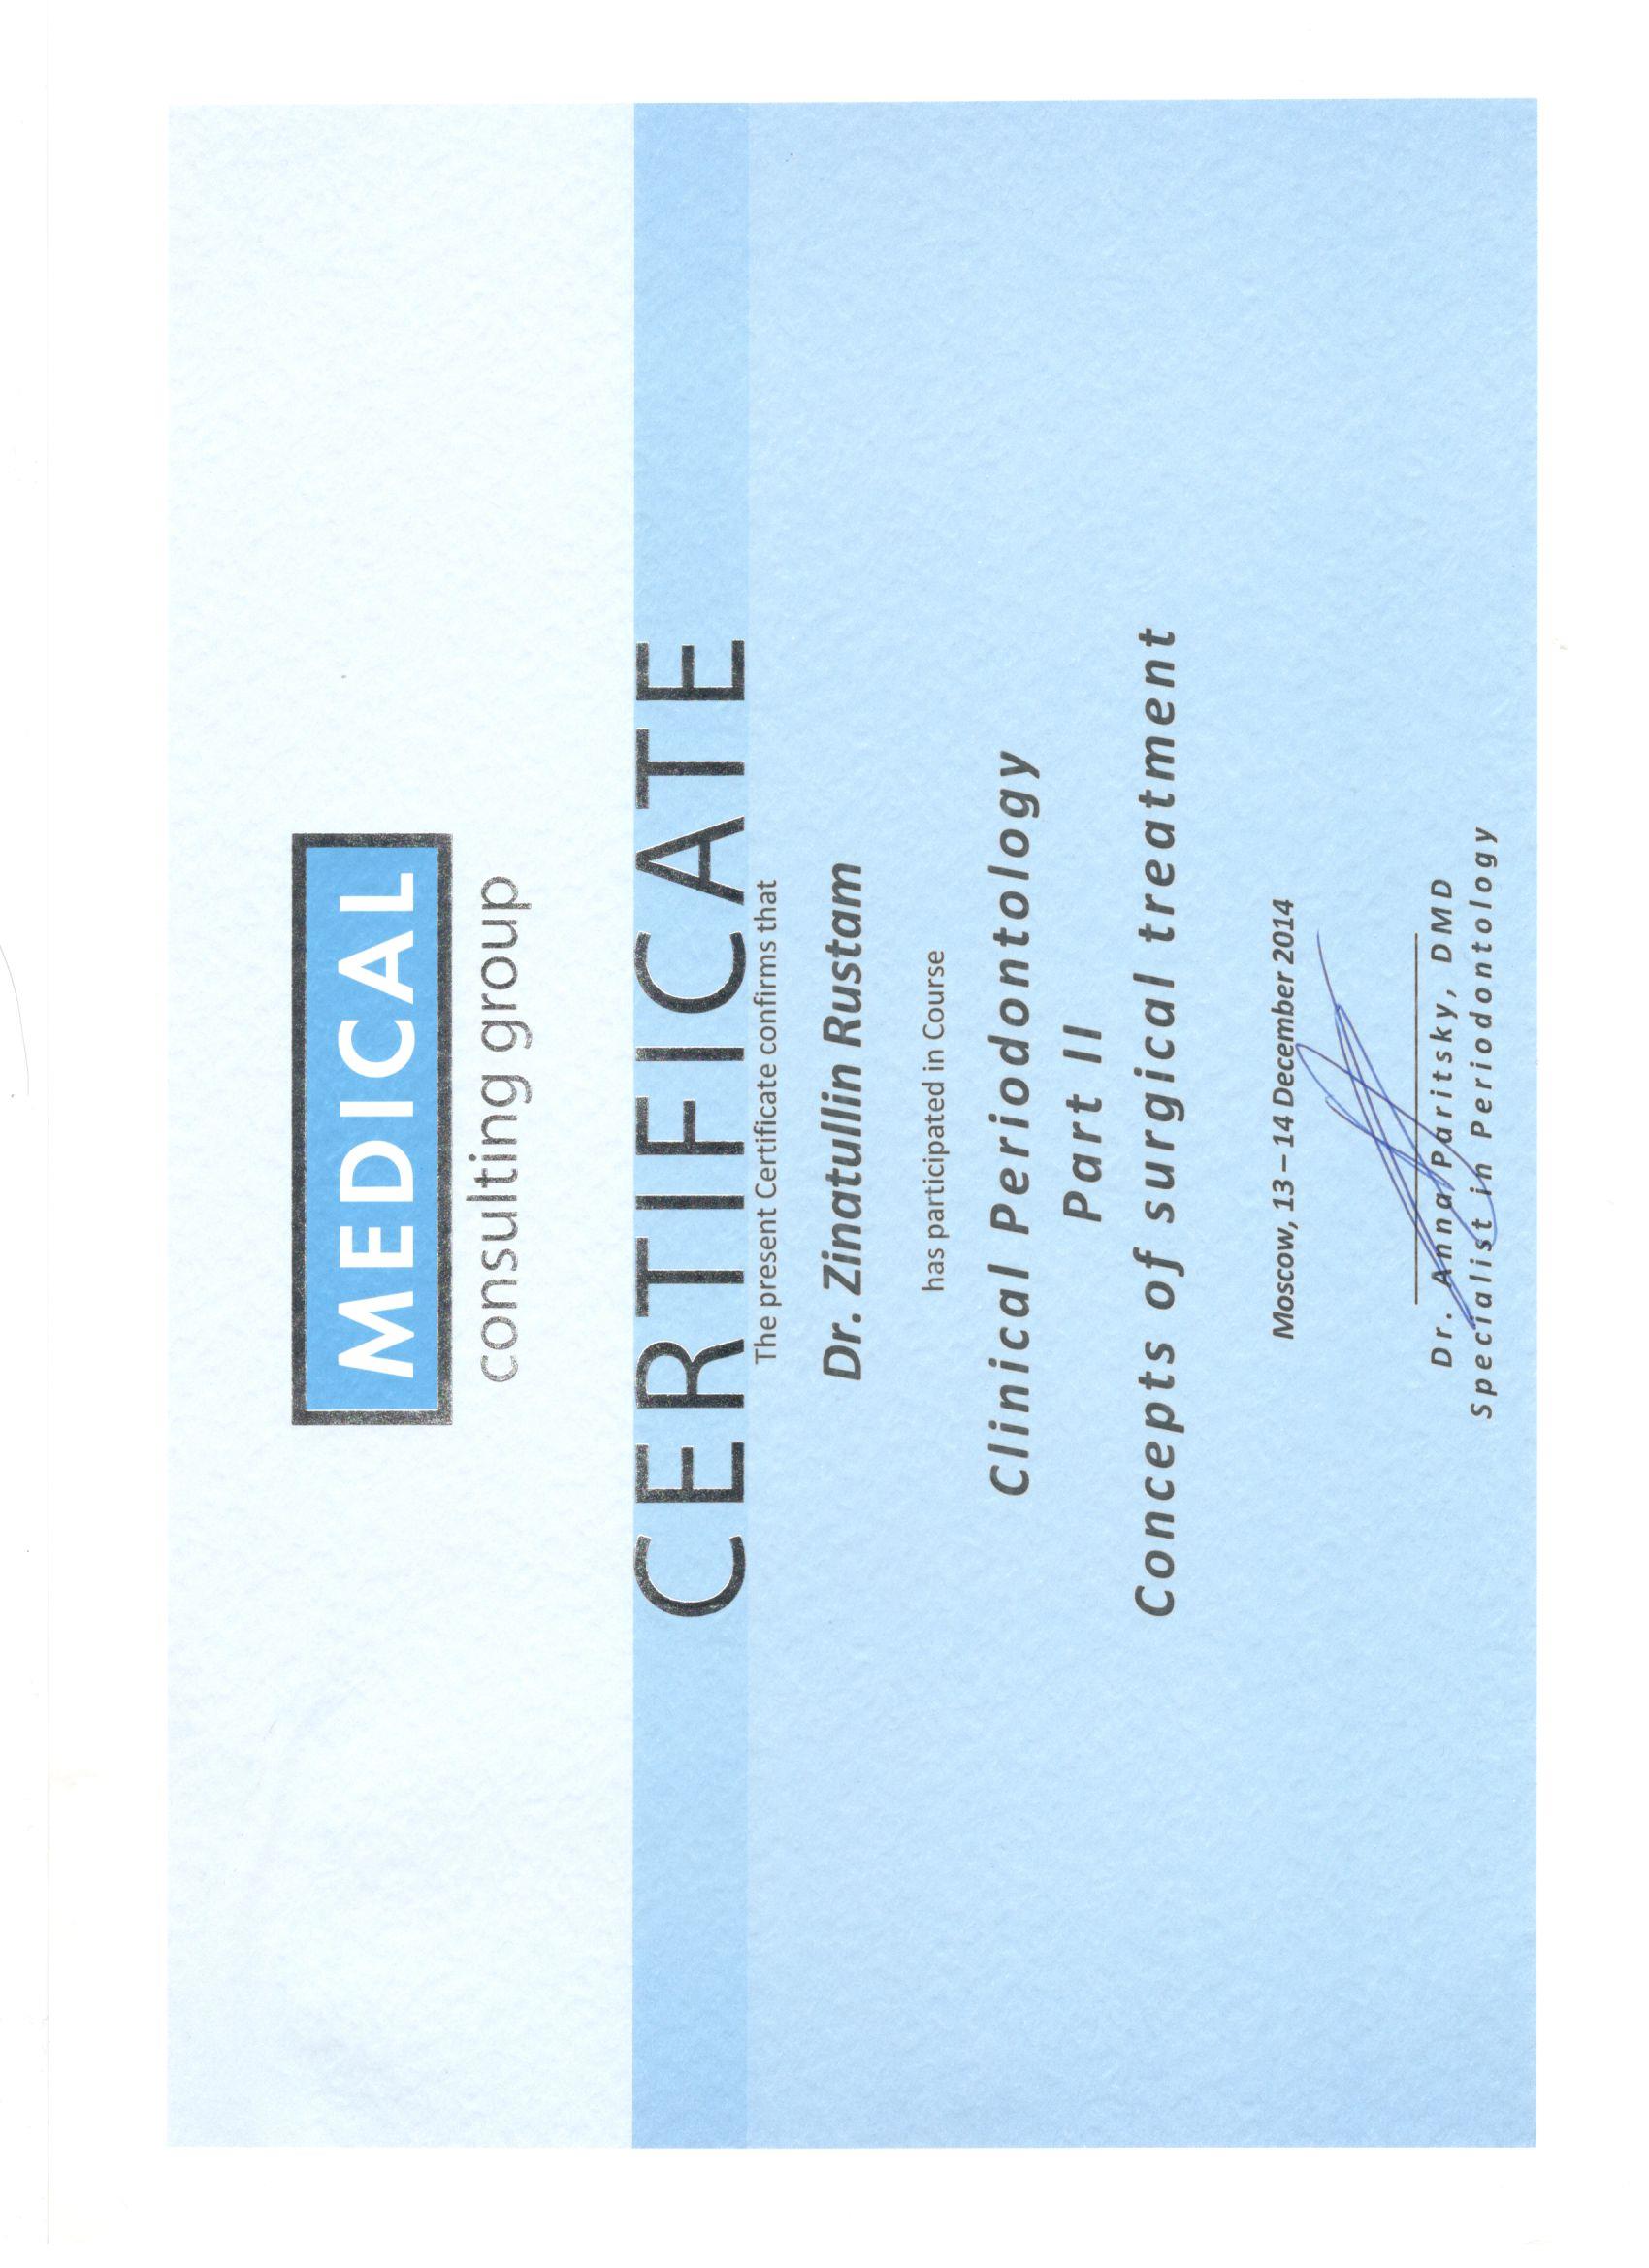 MEDICAL
consulting group
CERTIFICATE
The present Certificate confirms that
Dr. Zinatullin Rustam
has participated in Course
Clinical Periodontology
Part II
Concepts of surgical treatment
Moscow, 13 – 14 December 2014
Dr. Anna Paritsky, DMD
Specialist in Periodontology